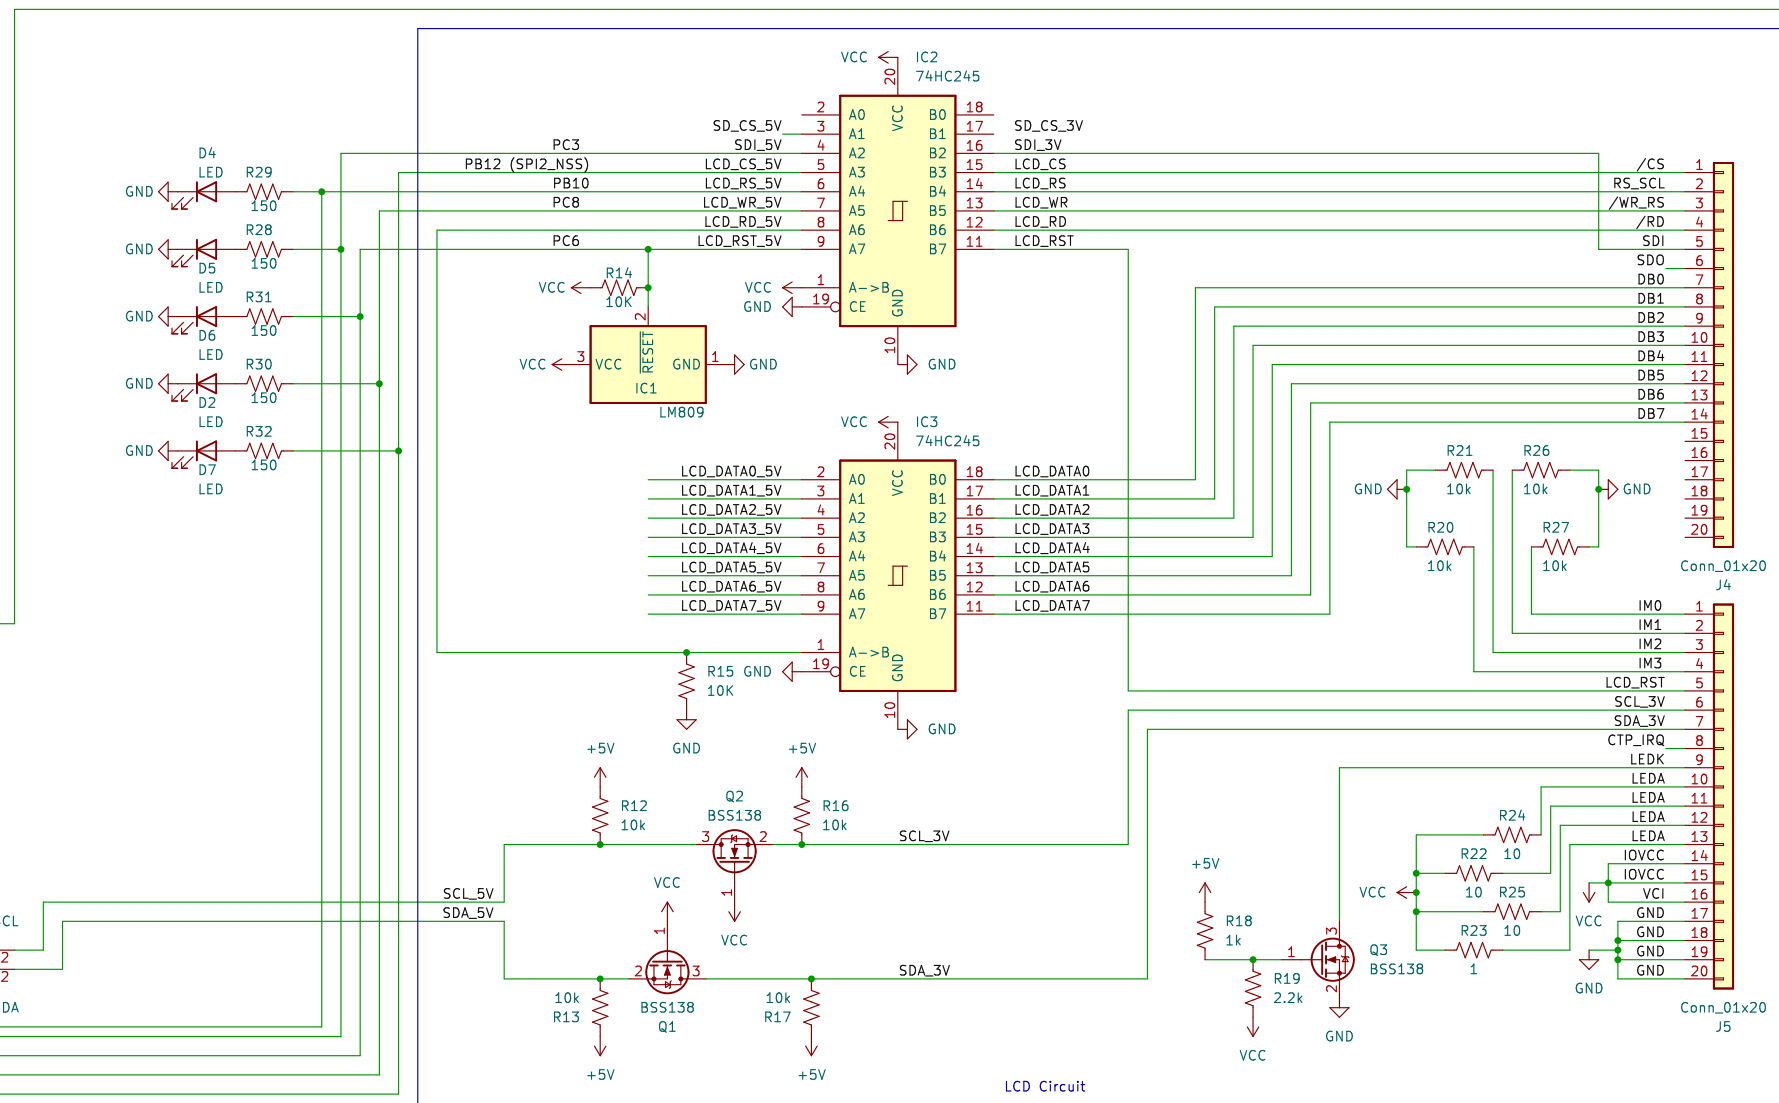 VCC
20
IC2
74HC245
2 A0 VCC B0 18
SD_CS_5V 3 A1 B1 17 SD_CS_3V
PC3 SDI_5V 4 A2 B2 16 SDI_3V
PB12 (SPI2_NSS) LCD_CS_5V 5 A3 B3 15 LCD_CS
PB10 LCD_RS_5V 6 A4 B4 14 LCD_RS
PC8 LCD_WR_5V 7 A5 B5 13 LCD_WR
LCD_RD_5V 8 A6 B6 12 LCD_RD
PC6 LCD_RST_5V 9 A7 B7 11 LCD_RST
VCC 1 A->B
GND 19 CE GND
10 GND
D4
LED
GND R29
150
R28
GND 150
D5
LED
R31
GND 150
D6
LED
R30
GND 150
D2
LED
R32
GND 150
D7
LED
VCC R14
10K
2
VCC 3 VCC RESET GND 1 GND
IC1
LM809
VCC
20
IC3
74HC245
LCD_DATA0_5V 2 A0 VCC B0 18 LCD_DATA0
LCD_DATA1_5V 3 A1 B1 17 LCD_DATA1
LCD_DATA2_5V 4 A2 B2 16 LCD_DATA2
LCD_DATA3_5V 5 A3 B3 15 LCD_DATA3
LCD_DATA4_5V 6 A4 B4 14 LCD_DATA4
LCD_DATA5_5V 7 A5 B5 13 LCD_DATA5
LCD_DATA6_5V 8 A6 B6 12 LCD_DATA6
LCD_DATA7_5V 9 A7 B7 11 LCD_DATA7
1 A->B
GND 19 CE GND
10 GND
R15
10K
GND
/CS 1
RS_SCL 2
/WR_RS 3
/RD 4
SDI 5
SDO 6
DB0 7
DB1 8
DB2 9
DB3 10
DB4 11
DB5 12
DB6 13
DB7 14
15
16
17
18
19
20
Conn_01x20
J4
R21
10k
R26
10k
GND
GND
R20
10k
R27
10k
IM0 1
IM1 2
IM2 3
IM3 4
LCD_RST 5
SCL_3V 6
SDA_3V 7
CTP_IRQ 8
LEDK 9
LEDA 10
LEDA 11
LEDA 12
LEDA 13
IOVCC 14
IOVCC 15
VCI 16
GND 17
GND 18
GND 19
GND 20
Conn_01x20
J5
+5V
R12
10k
Q2
BSS138
3 2
1
VCC
+5V
R16
10k
SCL_3V
SCL_5V
SDA_5V
VCC
1
2 3
BSS138
Q1
SDA_3V
10k
R13
+5V
10k
R17
+5V
+5V
R18
1k
R19
2.2k
VCC
1
3
2
Q3
BSS138
GND
R24
10
R22
10
VCC
R25
10
R23
1
VCC
GND
CL
2
2
DA
LCD Circuit